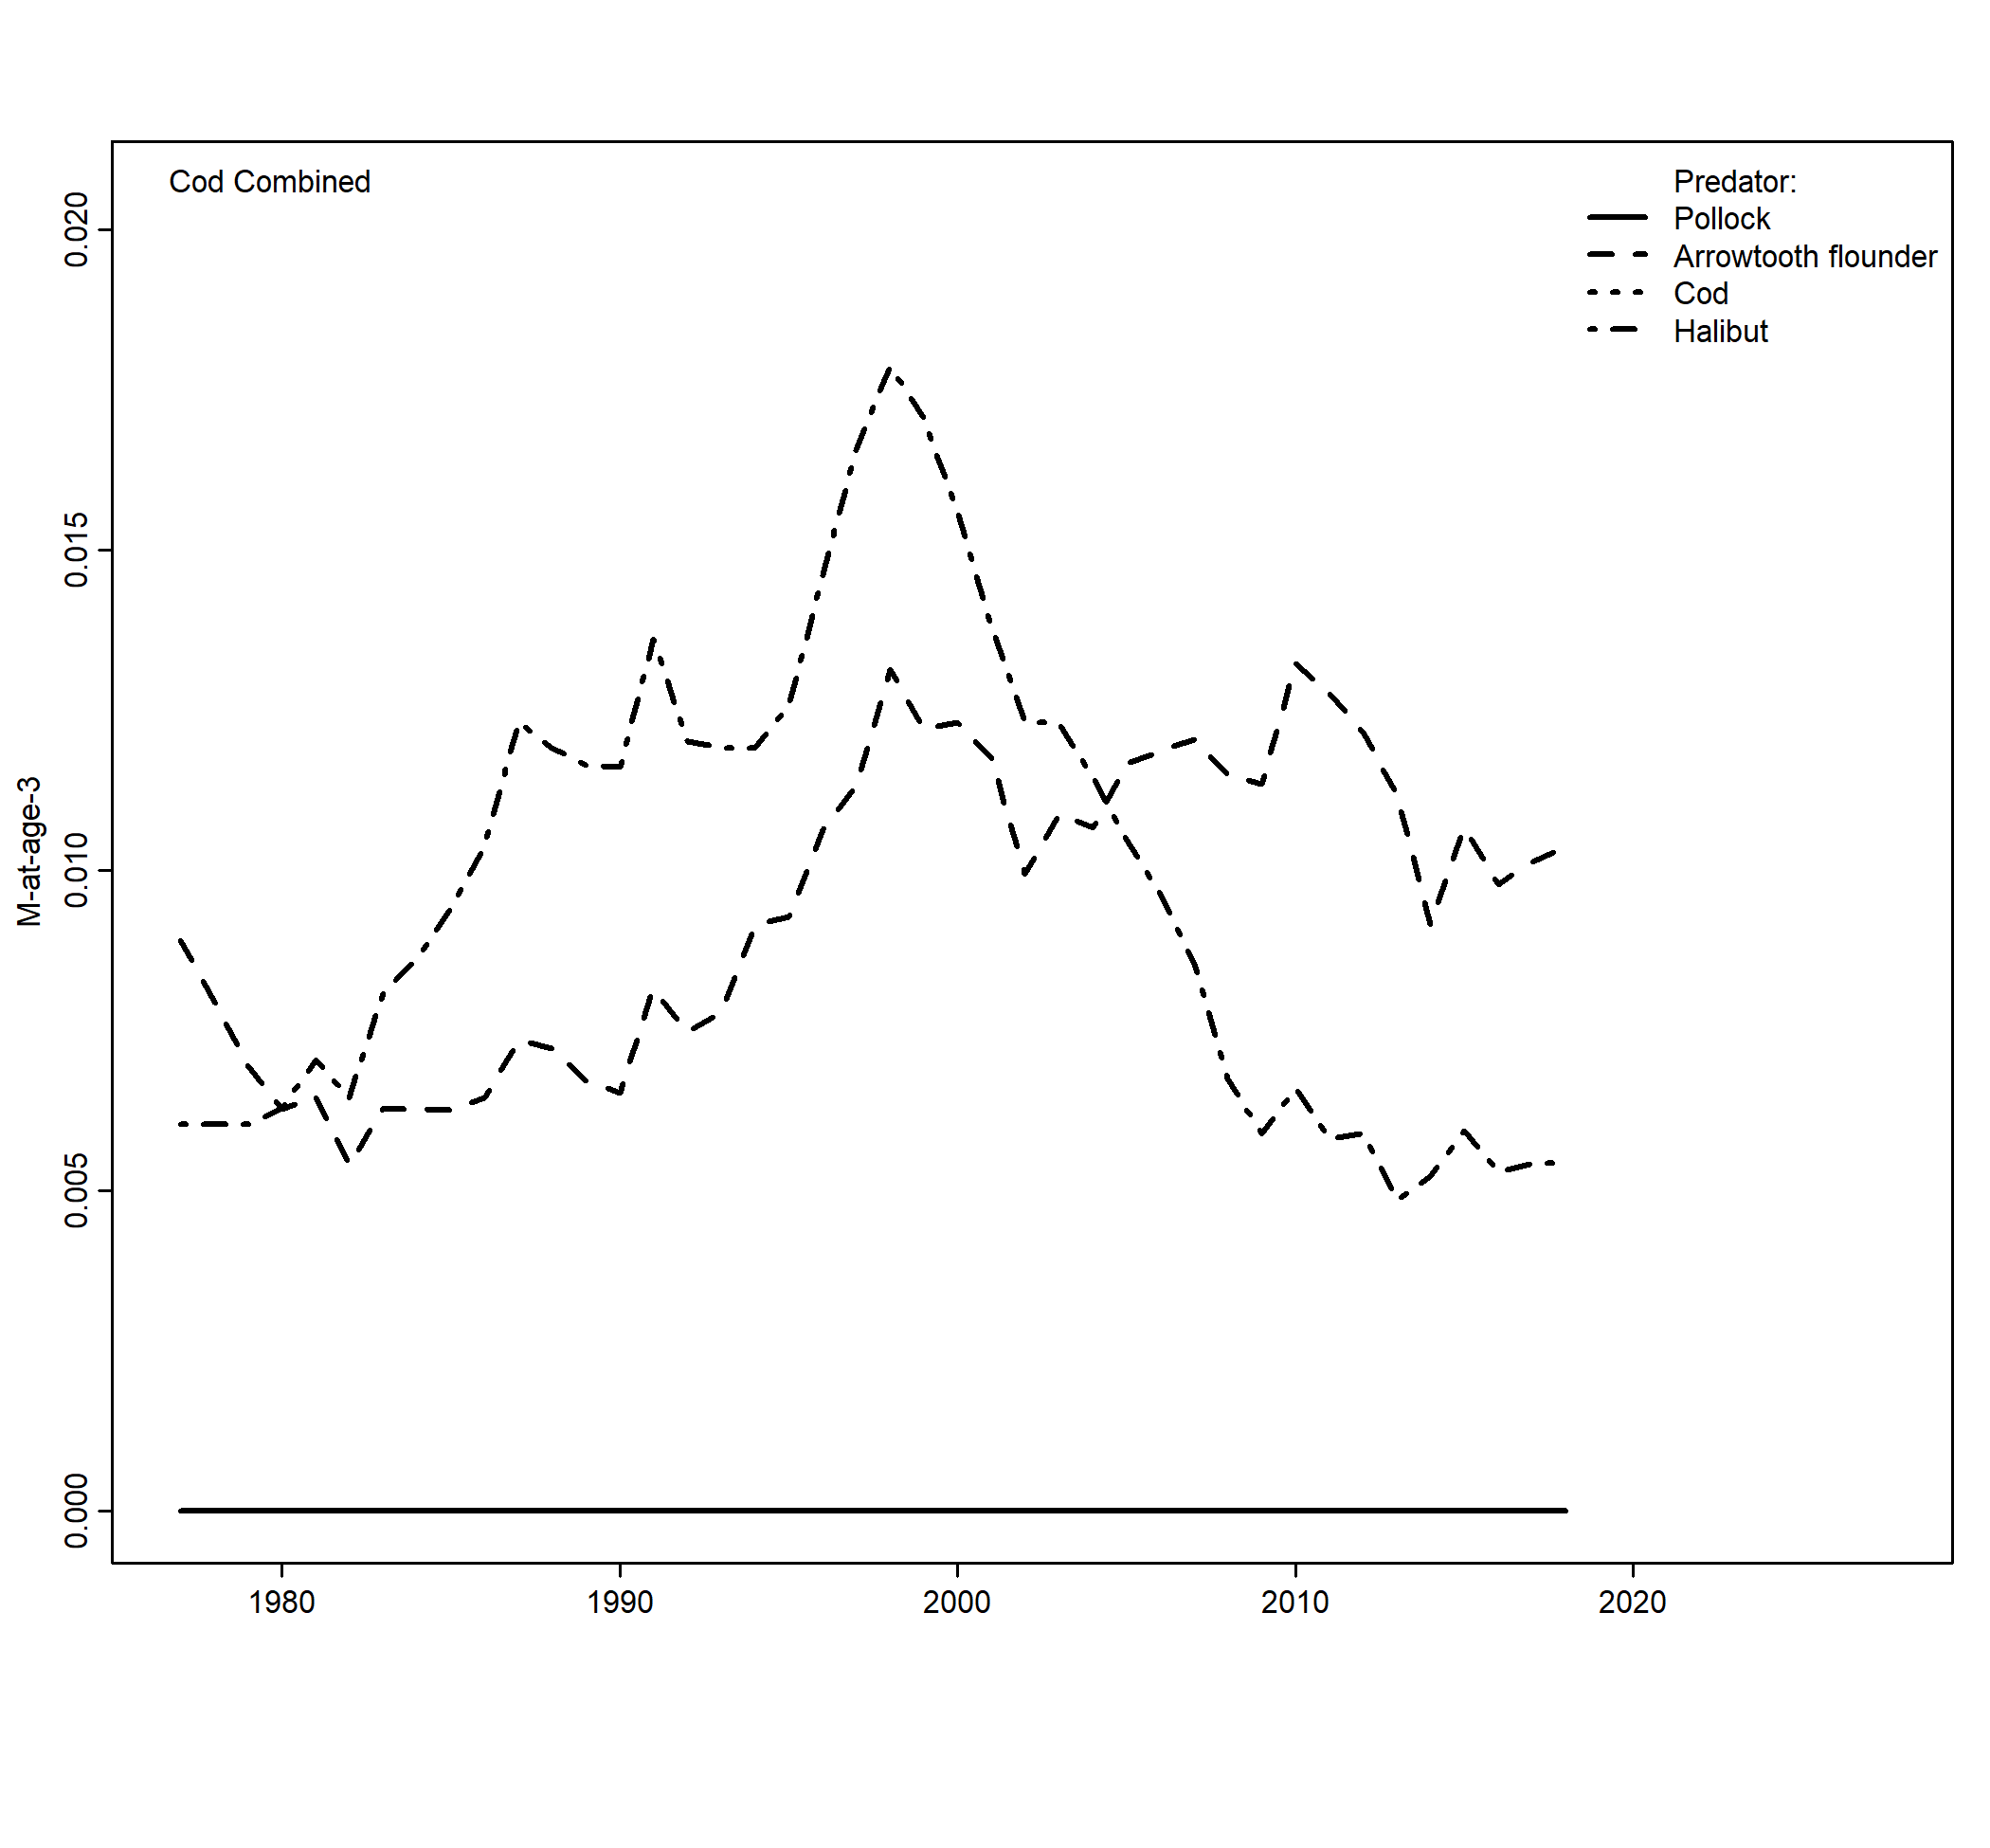 Cod Combined
Predator:
Pollock
Arrowtooth flounder
Cod
Halibut
M-at-age-3
0.020
0.015
0.010
0.005
0.000
1980 1990 2000 2010 2020